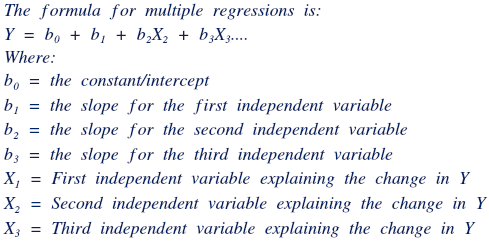 The formula for multiple regressions is:
Y = b₀ + b₁ + b₂X₂ + b₃X₃....
Where:
b₀ = the constant/intercept
b₁ = the slope for the first independent variable
b₂ = the slope for the second independent variable
b₃ = the slope for the third independent variable
X₁ = First independent variable explaining the change in Y
X₂ = Second independent variable explaining the change in Y
X₃ = Third independent variable explaining the change in Y